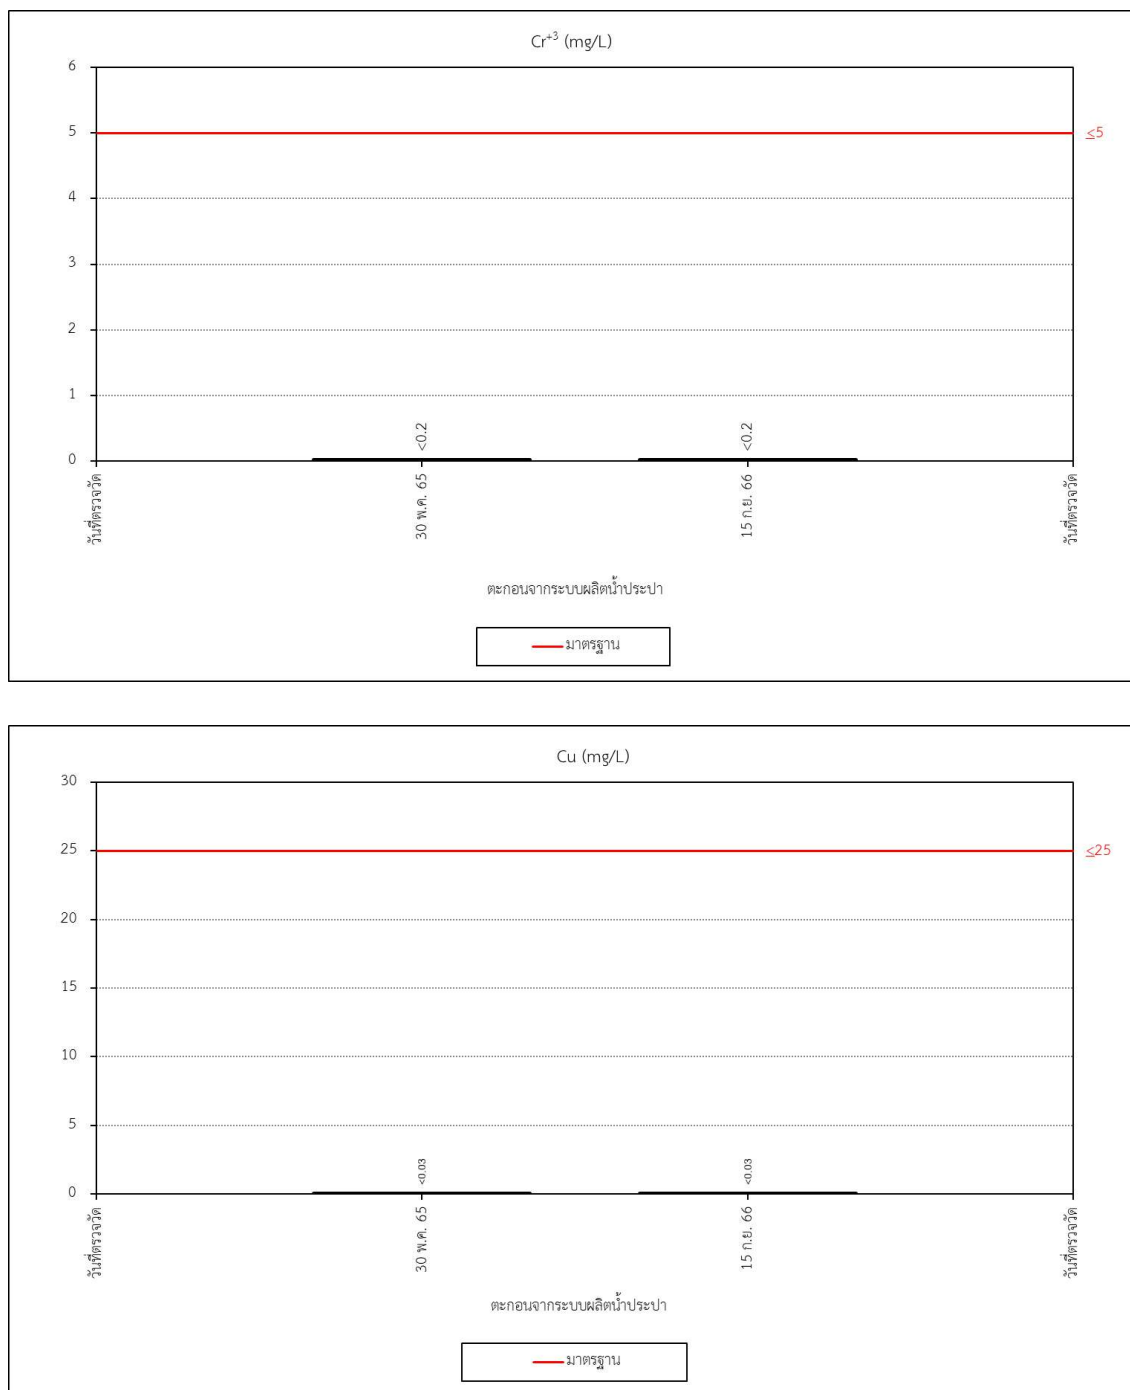 Cr⁺³ (mg/L)
6
5
≤5
4
3
2
1
0
<0.2
<0.2
วันที่ตรวจวัด
30 พ.ค. 65
15 ก.ย. 66
วันที่ตรวจวัด
ตะกอนจากระบบผลิตน้ำประปา
มาตรฐาน
Cu (mg/L)
30
25
≤25
20
15
10
5
0
<0.03
<0.03
วันที่ตรวจวัด
30 พ.ค. 65
15 ก.ย. 66
วันที่ตรวจวัด
ตะกอนจากระบบผลิตน้ำประปา
มาตรฐาน